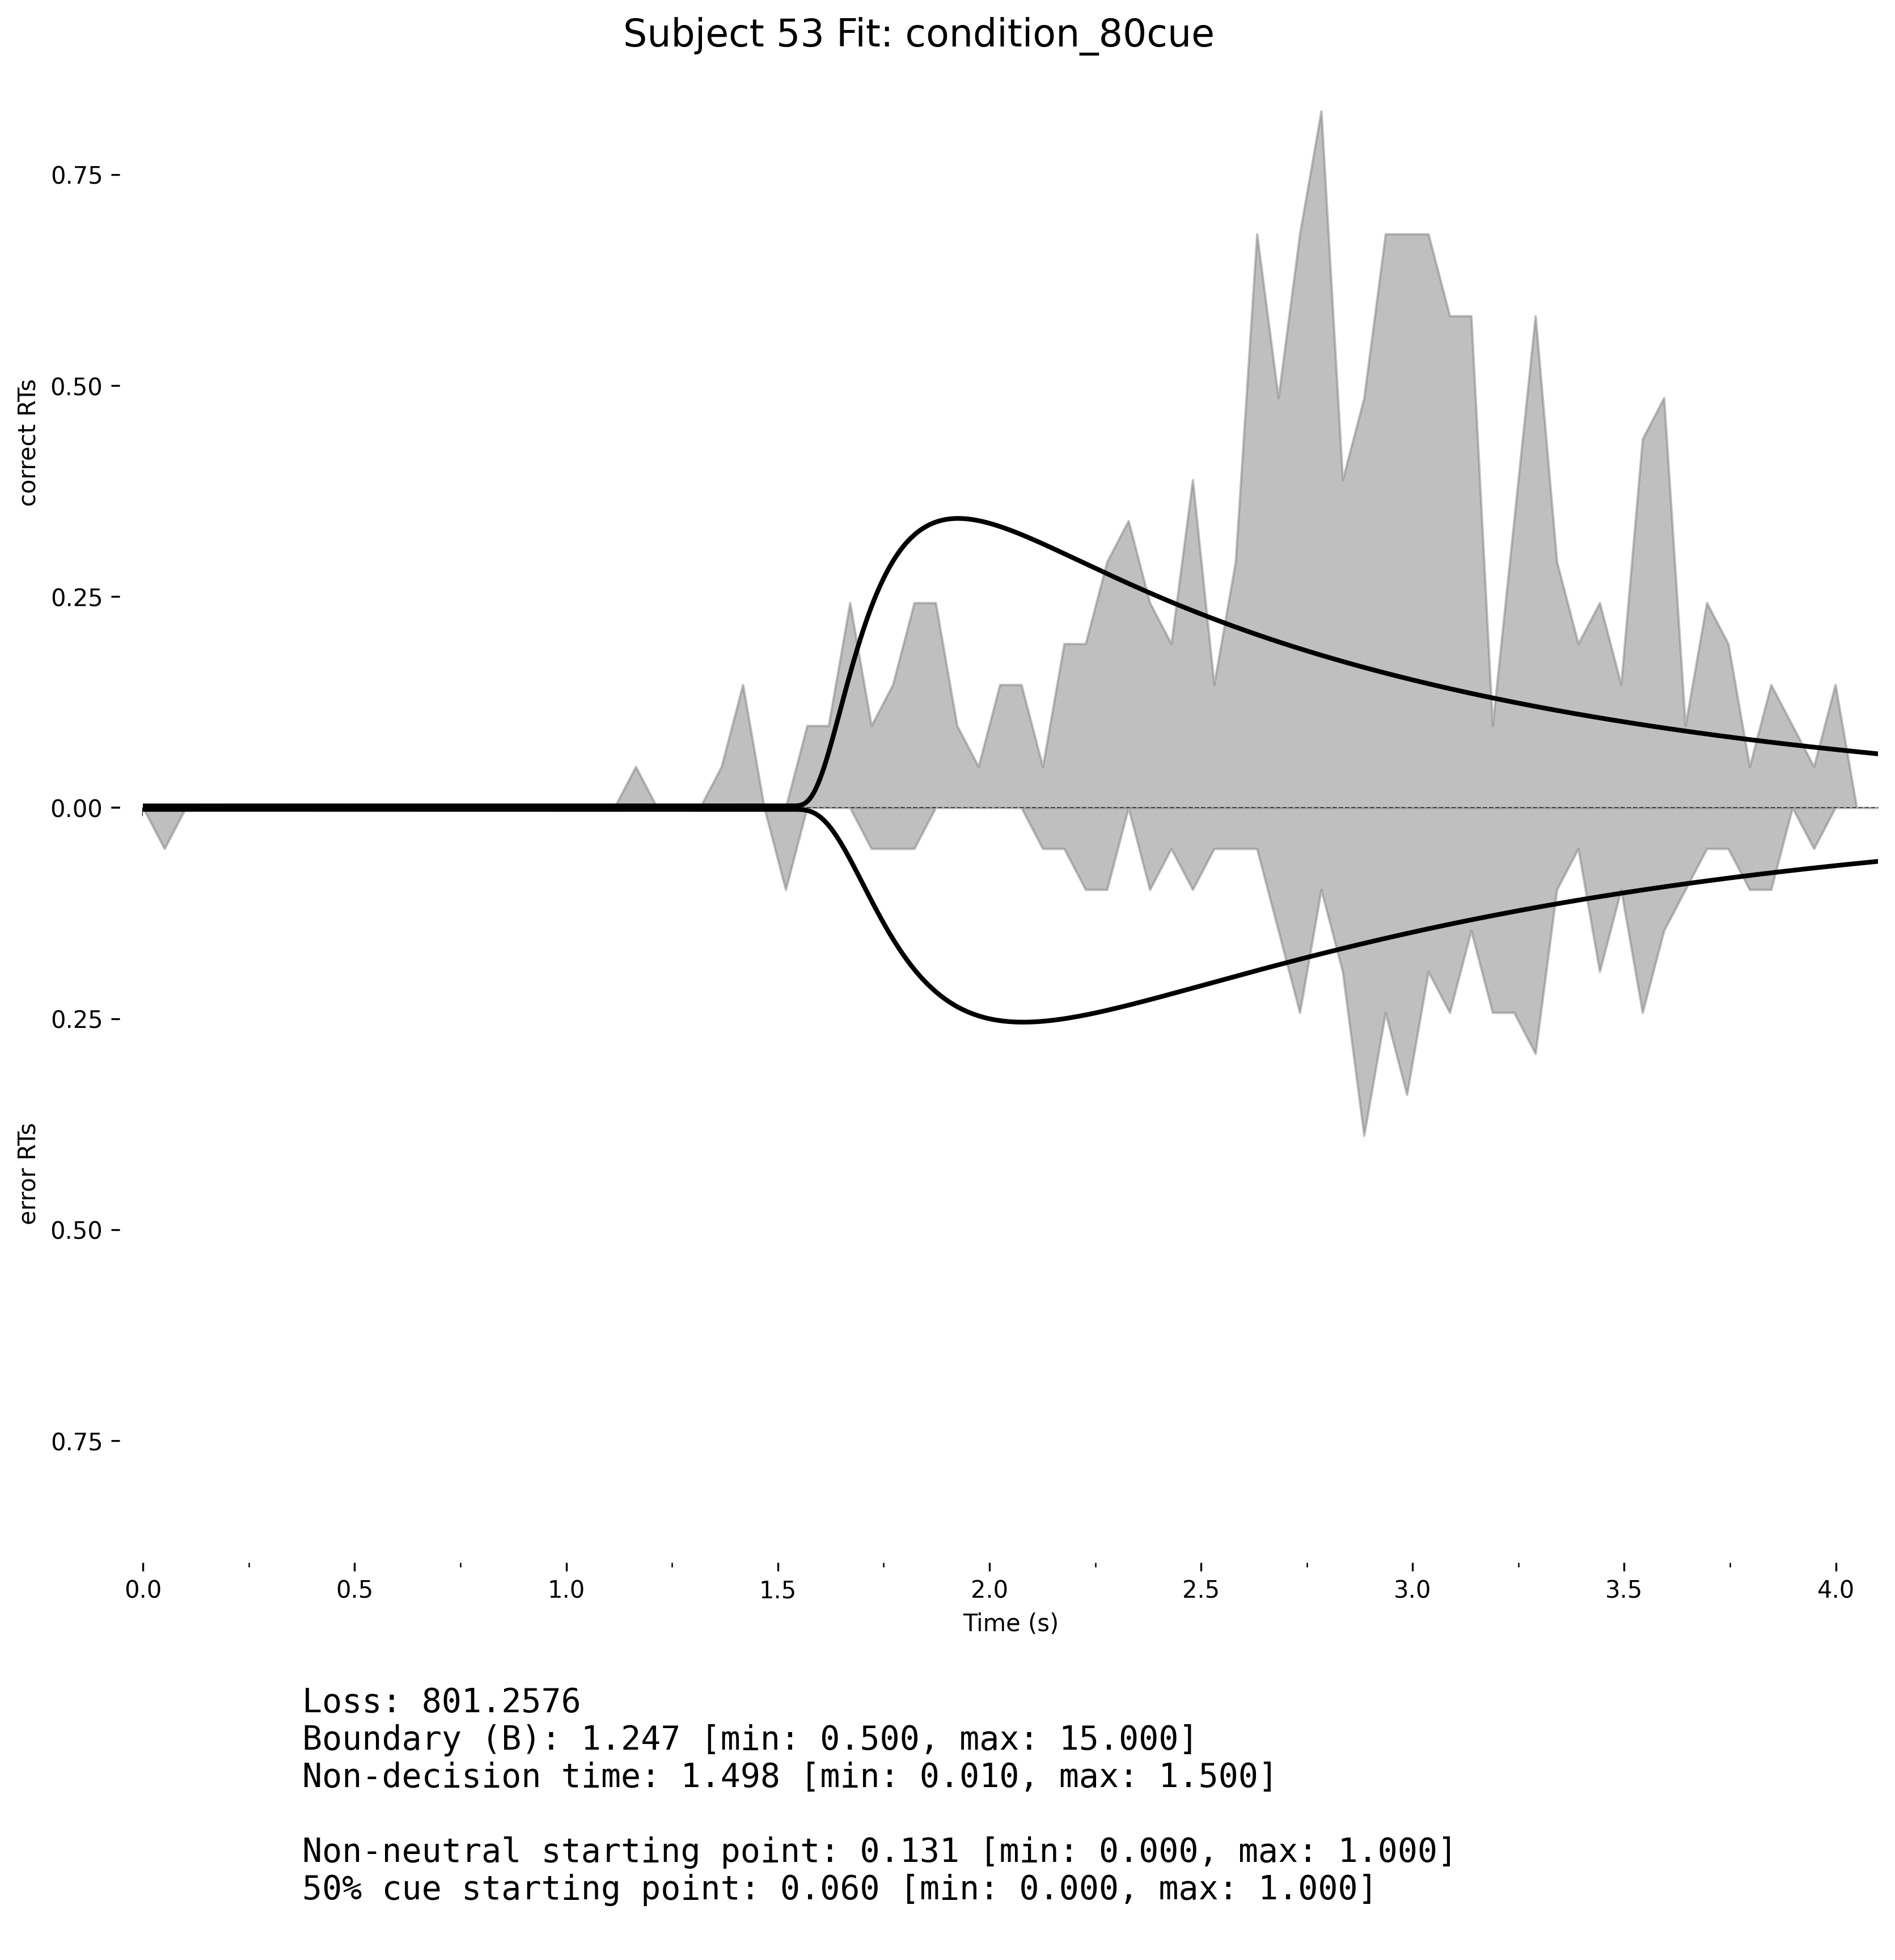 Subject 53 Fit: condition_80cue
0.75
0.50
0.25
0.00
0.25
0.50
0.75
correct RTs
error RTs
0.0 0.5 1.0 1.5 2.0 2.5 3.0 3.5 4.0
Time (s)
Loss: 801.2576
Boundary (B): 1.247 [min: 0.500, max: 15.000]
Non-decision time: 1.498 [min: 0.010, max: 1.500]
Non-neutral starting point: 0.131 [min: 0.000, max: 1.000]
50% cue starting point: 0.060 [min: 0.000, max: 1.000]